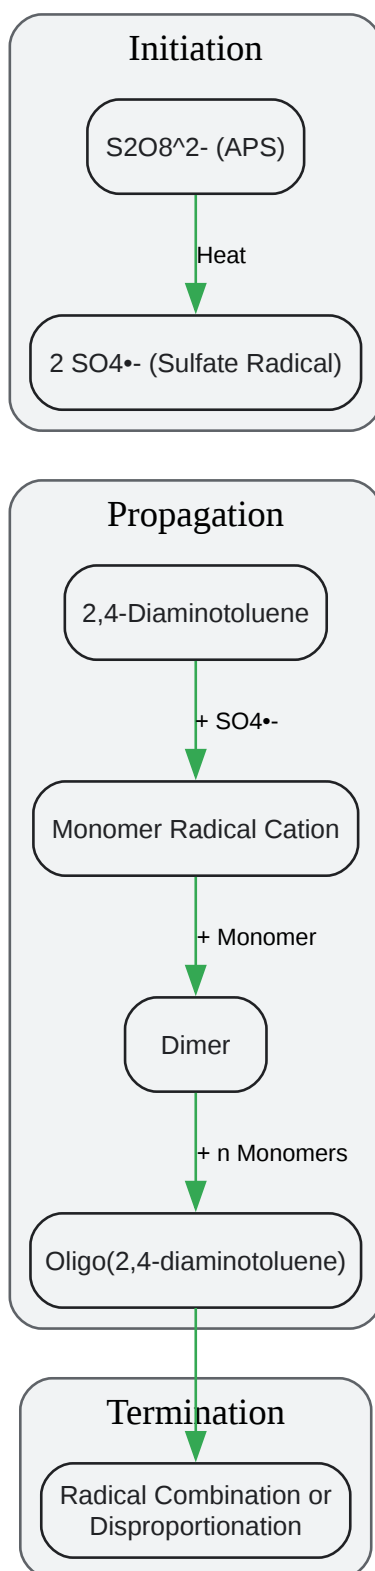 Initiation
S2O8^2- (APS)
Heat
2 SO4•- (Sulfate Radical)
Propagation
2,4-Diaminotoluene
+ SO4•-
Monomer Radical Cation
+ Monomer
Dimer
+ n Monomers
Oligo(2,4-diaminotoluene)
Termination
Radical Combination or
Disproportionation